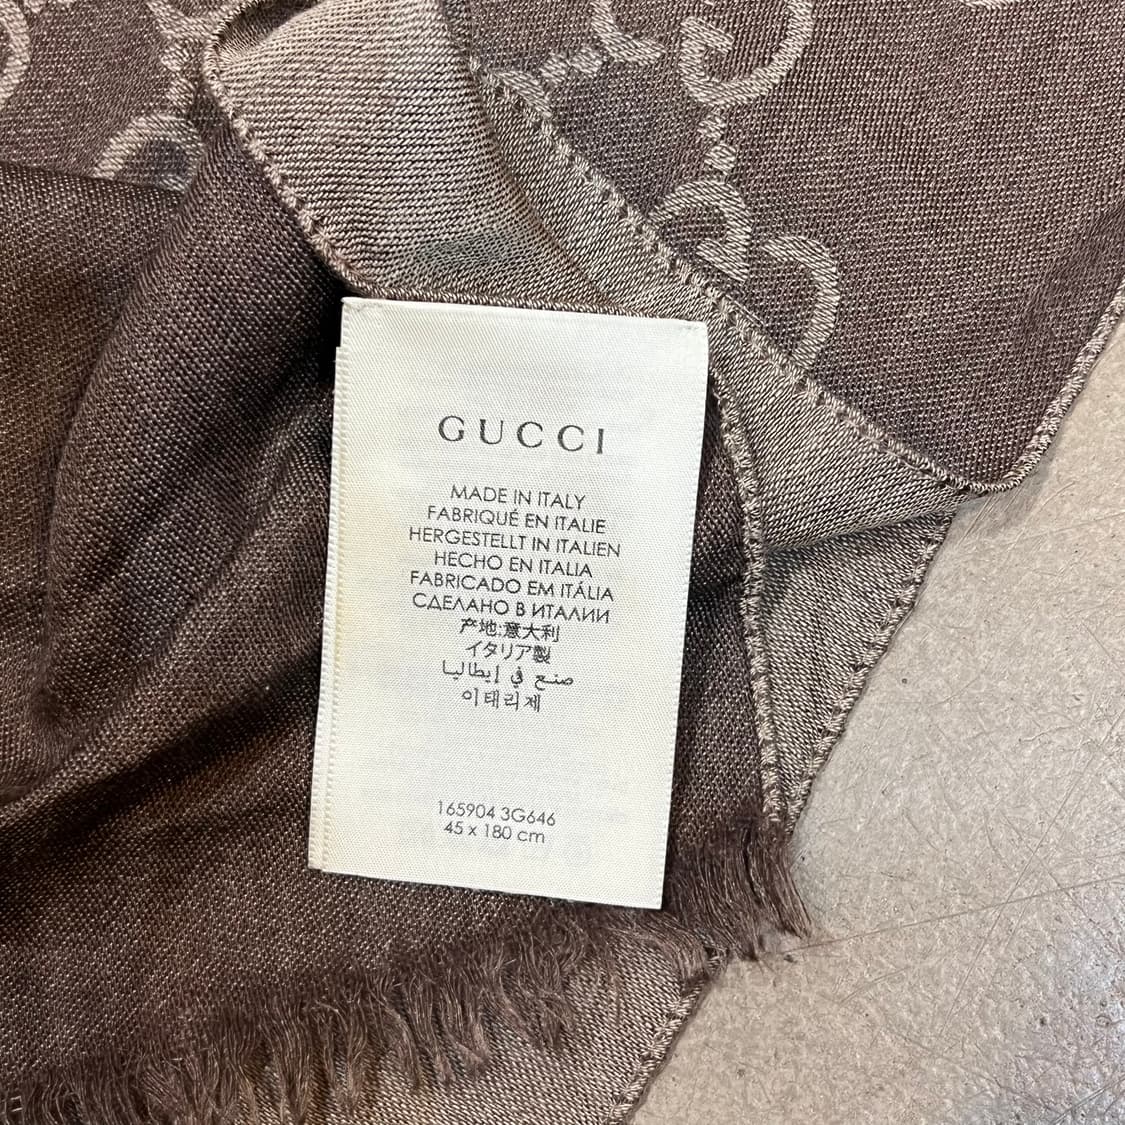 GUCCI
MADE IN ITALY
FABRIQUÉ EN ITALIE
HERGESTELLT IN ITALIEN
HECHO EN ITALIA
FABRICADO EM ITÁLIA
СДЕЛАНО В ИТАЛИИ
产地:意大利
イタリア製
صنع في إيطاليا
이태리제
165904 3G646
45 x 180 cm